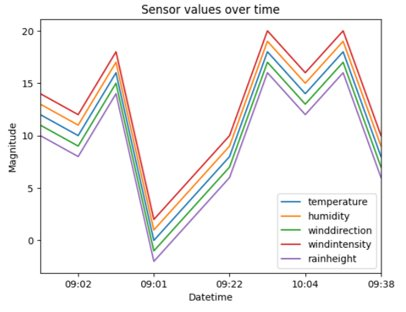 Sensor values over time
20
15
10
5
0
Magnitude
09:02 09:01 09:22 10:04 09:38
Datetime
temperature
humidity
winddirection
windintensity
rainheight